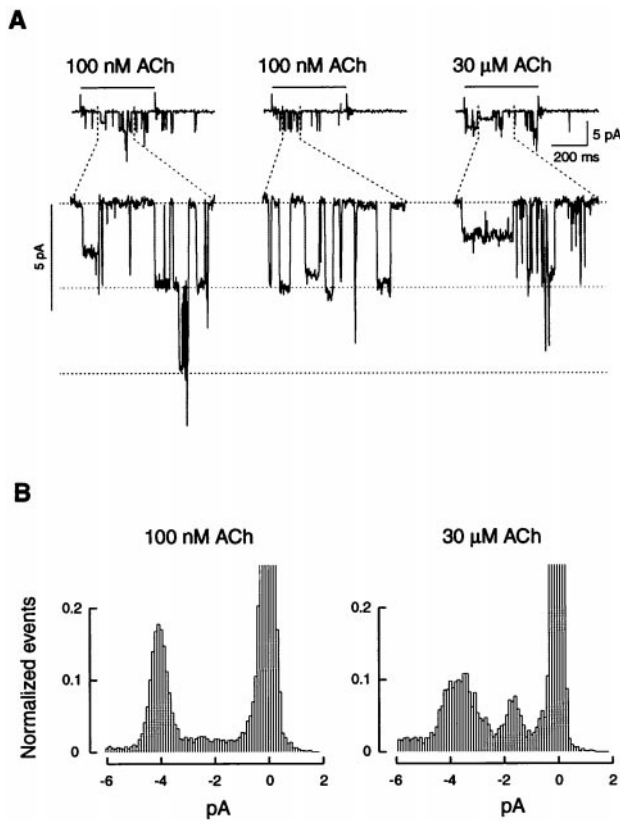 A
100 nM ACh
100 nM ACh
30 µM ACh
5 pA
200 ms
5 pA
B
100 nM ACh
30 µM ACh
Normalized events
0.2
0.1
0
-6 -4 -2 0 2
pA
0.2
0.1
0
-6 -4 -2 0 2
pA